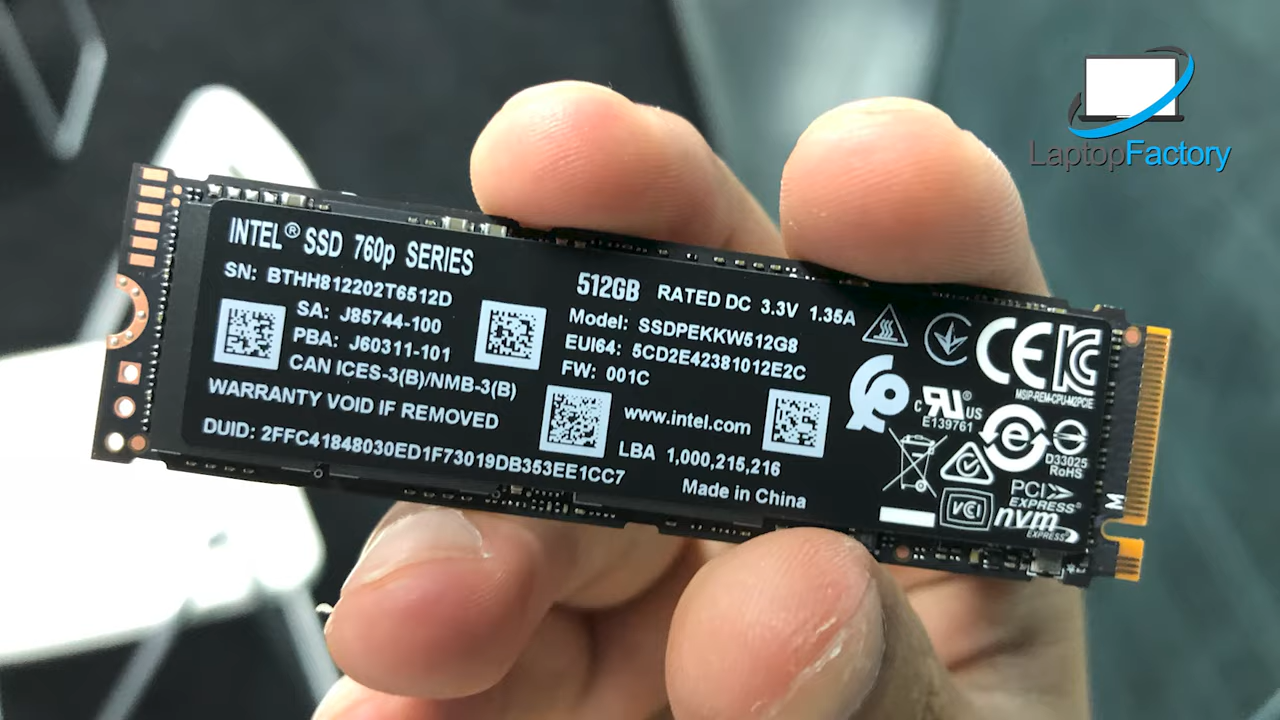 LaptopFactory
INTEL® SSD 760p SERIES
SN: BTHH812202T6512D
SA: J85744-100
PBA: J60311-101
CAN ICES-3(B)/NMB-3(B)
WARRANTY VOID IF REMOVED
DUID: 2FFC41848030ED1F73019DB353EE1CC7
512GB RATED DC 3.3V 1.35A
Model: SSDPEKKW512G8
EUI64: 5CD2E42381012E2C
FW: 001C
www.intel.com
LBA 1,000,215,216
Made in China
CE
MSIP-REM-CPU-M2PCIE
c RU® US
E139761
e
D33025
RoHS
VCI
PCI EXPRESS®
nvm
EXPRESS
M